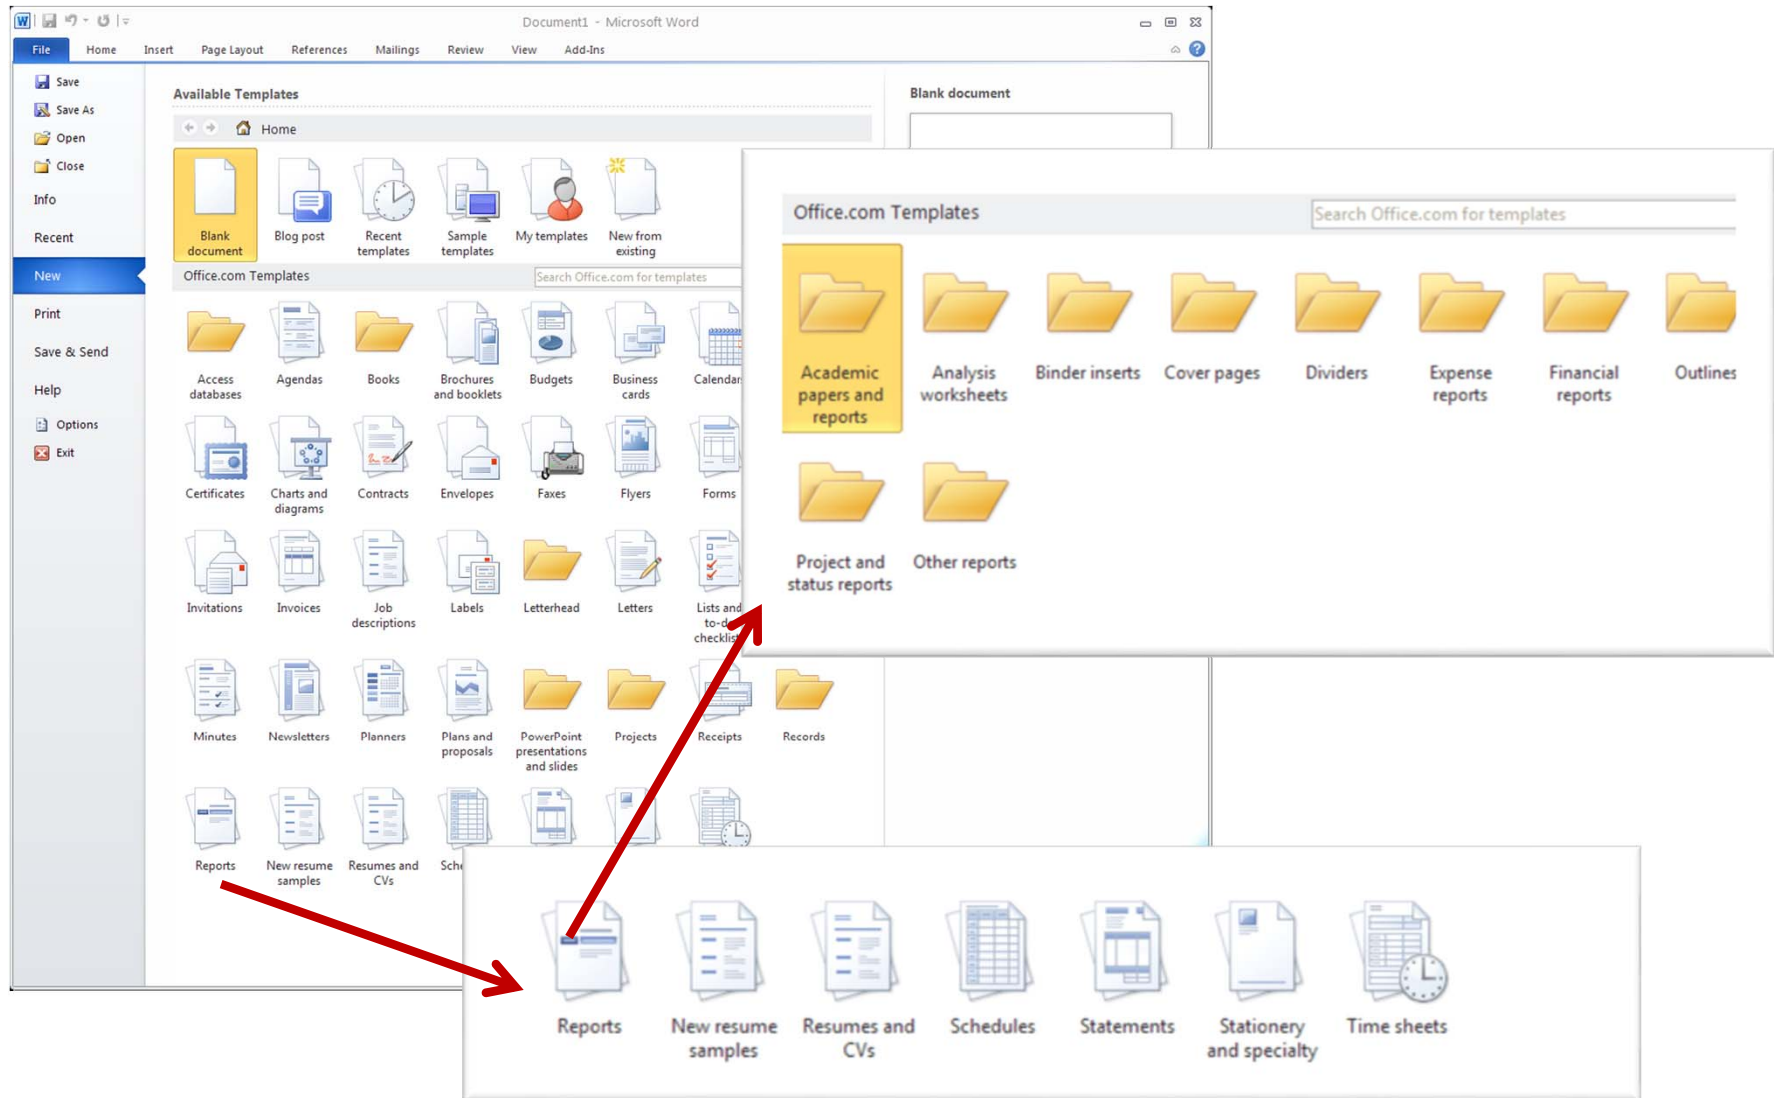 Document1 - Microsoft Word
File Home Insert Page Layout References Mailings Review View Add-Ins
Save
Save As
Open
Close
Info
Recent
New
Print
Save & Send
Help
Options
Exit
Available Templates
Home
Blank document
Blog post
Recent templates
Sample templates
My templates
New from existing
Office.com Templates
Search Office.com for templates
Access databases
Agendas
Books
Brochures and booklets
Budgets
Business cards
Calendar
Certificates
Charts and diagrams
Contracts
Envelopes
Faxes
Flyers
Forms
Invitations
Invoices
Job descriptions
Labels
Letterhead
Letters
Lists and to-do checklist
Minutes
Newsletters
Planners
Plans and proposals
PowerPoint presentations and slides
Projects
Receipts
Records
Reports
New resume samples
Resumes and CVs
Sche
Blank document
Office.com Templates
Search Office.com for templates
Academic papers and reports
Analysis worksheets
Binder inserts
Cover pages
Dividers
Expense reports
Financial reports
Outlines
Project and status reports
Other reports
Reports
New resume samples
Resumes and CVs
Schedules
Statements
Stationery and specialty
Time sheets